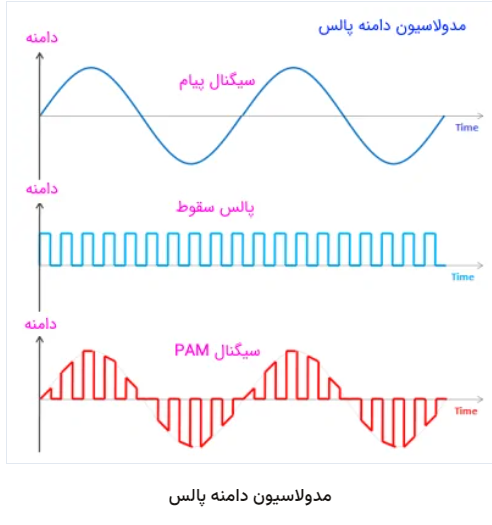 مدولاسیون دامنه پالس
دامنه
سیگنال پیام
Time
دامنه
پالس سقوط
Time
دامنه
سیگنال PAM
Time
مدولاسیون دامنه پالس